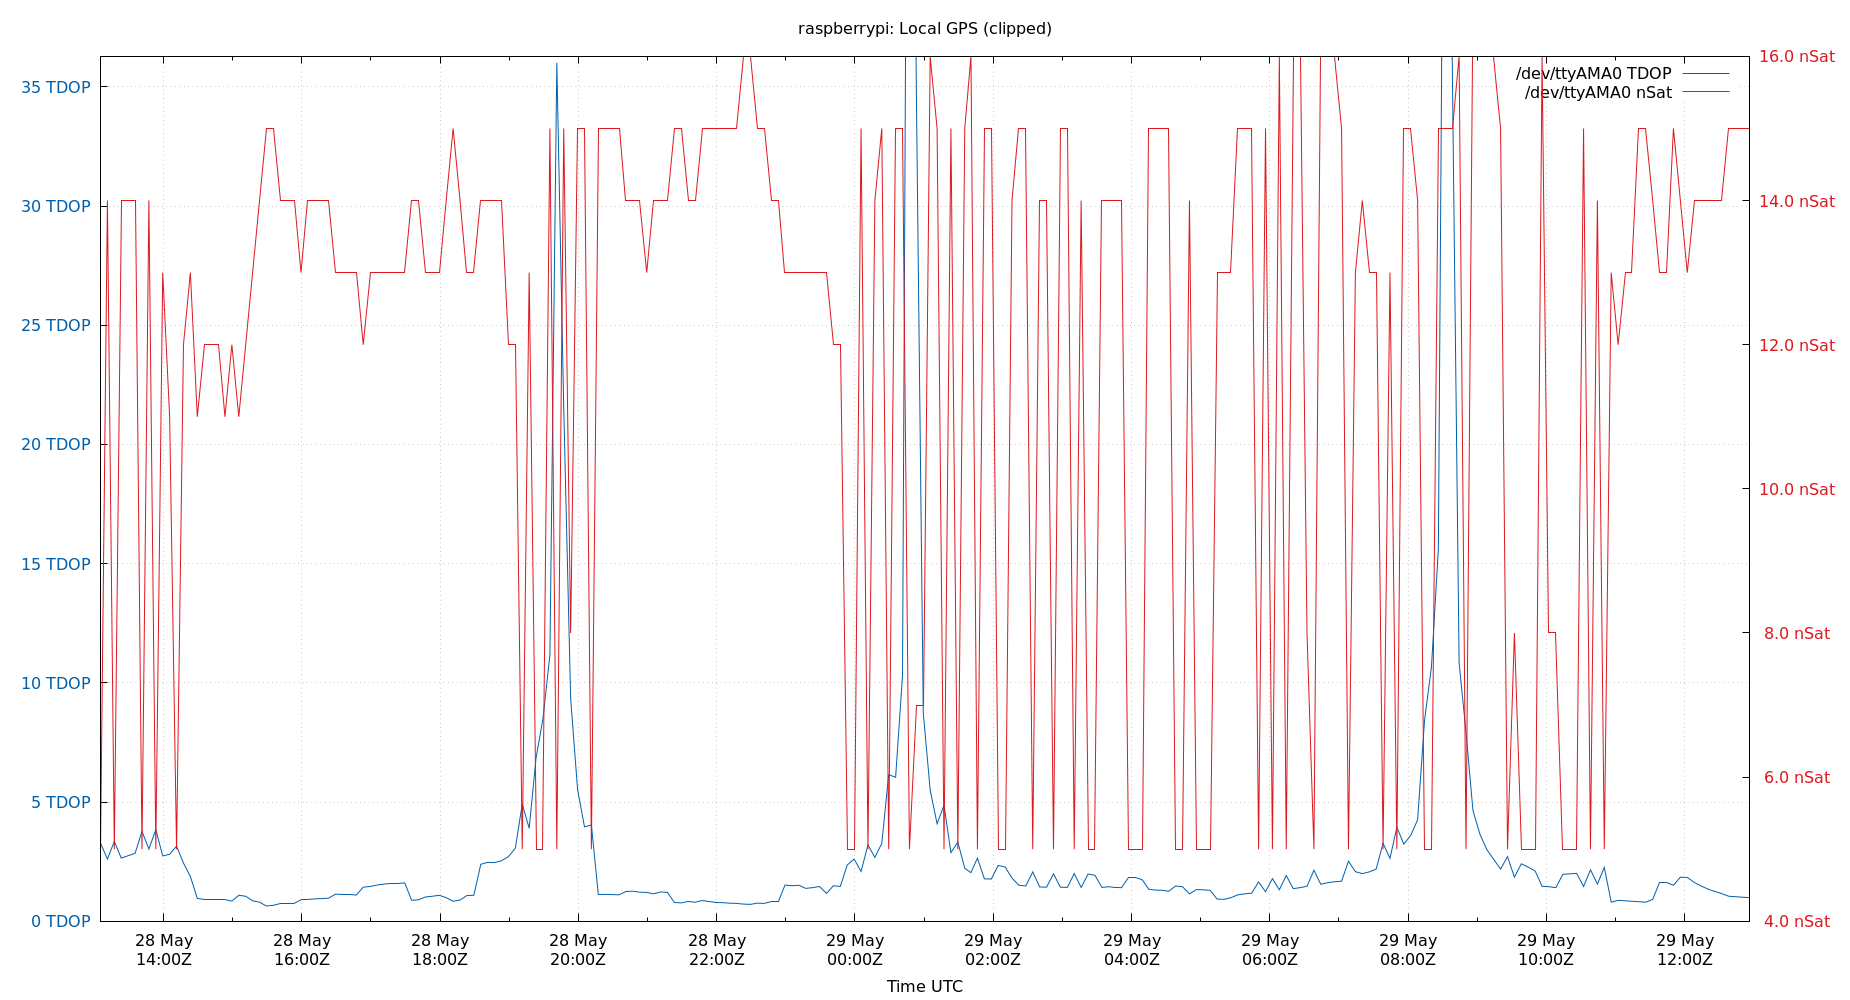 raspberrypi: Local GPS (clipped)
/dev/ttyAMA0 TDOP
/dev/ttyAMA0 nSat
35 TDOP
30 TDOP
25 TDOP
20 TDOP
15 TDOP
10 TDOP
5 TDOP
0 TDOP
16.0 nSat
14.0 nSat
12.0 nSat
10.0 nSat
8.0 nSat
6.0 nSat
4.0 nSat
28 May
14:00Z
28 May
16:00Z
28 May
18:00Z
28 May
20:00Z
28 May
22:00Z
29 May
00:00Z
29 May
02:00Z
29 May
04:00Z
29 May
06:00Z
29 May
08:00Z
29 May
10:00Z
29 May
12:00Z
Time UTC